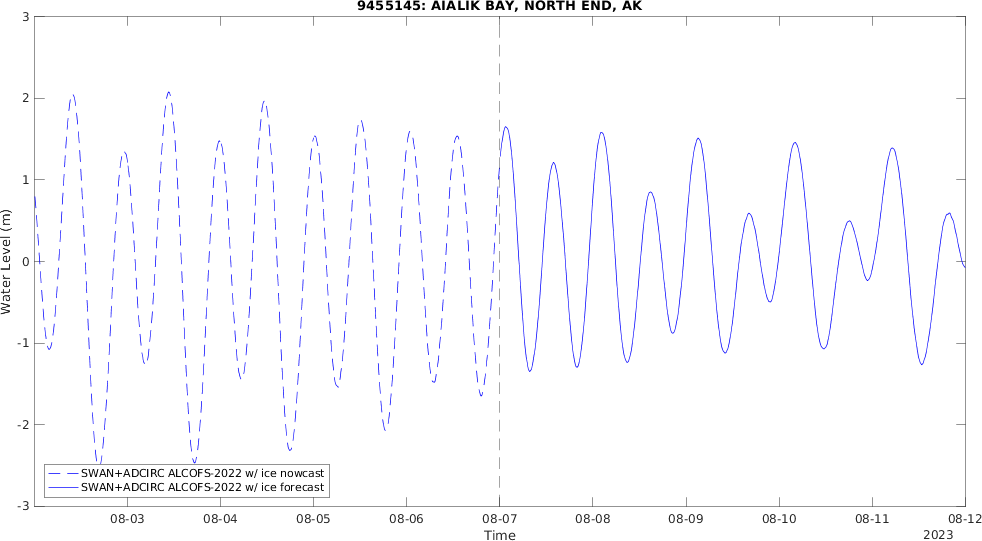 9455145: AIALIK BAY, NORTH END, AK
3
2
1
0
-1
-2
-3
Water Level (m)
SWAN+ADCIRC ALCOFS-2022 w/ ice nowcast
SWAN+ADCIRC ALCOFS-2022 w/ ice forecast
08-03 08-04 08-05 08-06 08-07 08-08 08-09 08-10 08-11 08-12
Time
2023